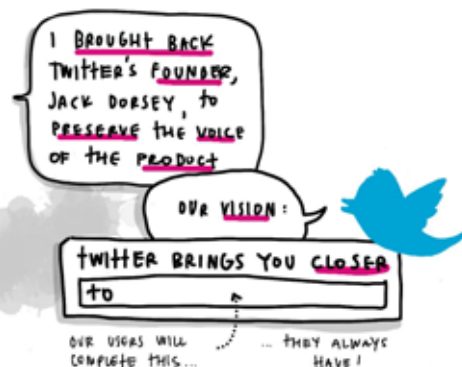 I BROUGHT BACK
TWITTER'S FOUNDER,
JACK DORSEY, to
PRESERVE tHE VOICE
OF tHE PRODUCT
OUR VISION:
tWITTER BRINGS YOU CLOSER
to
OUR USERS WILL
COMPLETE THIS...
... THEY ALWAYS
HAVE!